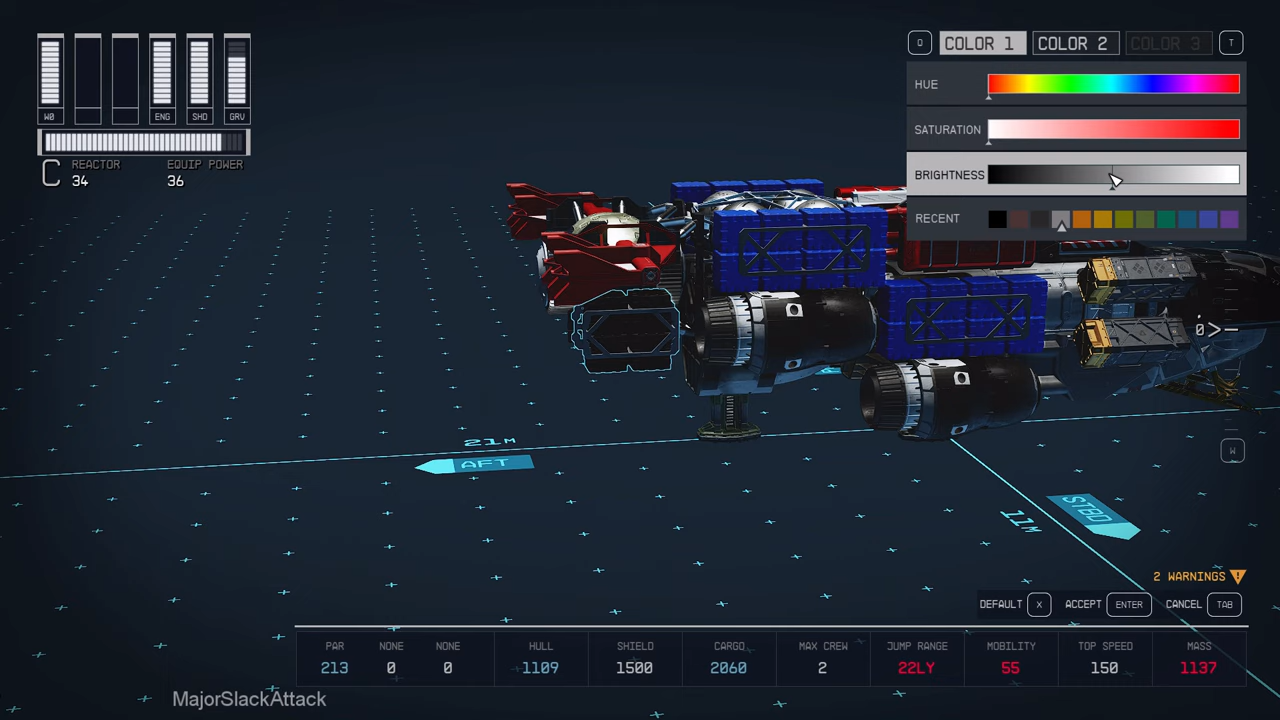 W0 ENG SHD GRV
C REACTOR 34 EQUIP POWER 36
Q COLOR 1 COLOR 2 COLOR 3 T
HUE
SATURATION
BRIGHTNESS
RECENT
0
W
21M
AFT
11M
STBD
2 WARNINGS
DEFAULT X ACCEPT ENTER CANCEL TAB
PAR NONE NONE HULL SHIELD CARGO MAX CREW JUMP RANGE MOBILITY TOP SPEED MASS
213 0 0 1109 1500 2060 2 22LY 55 150 1137
MajorSlackAttack